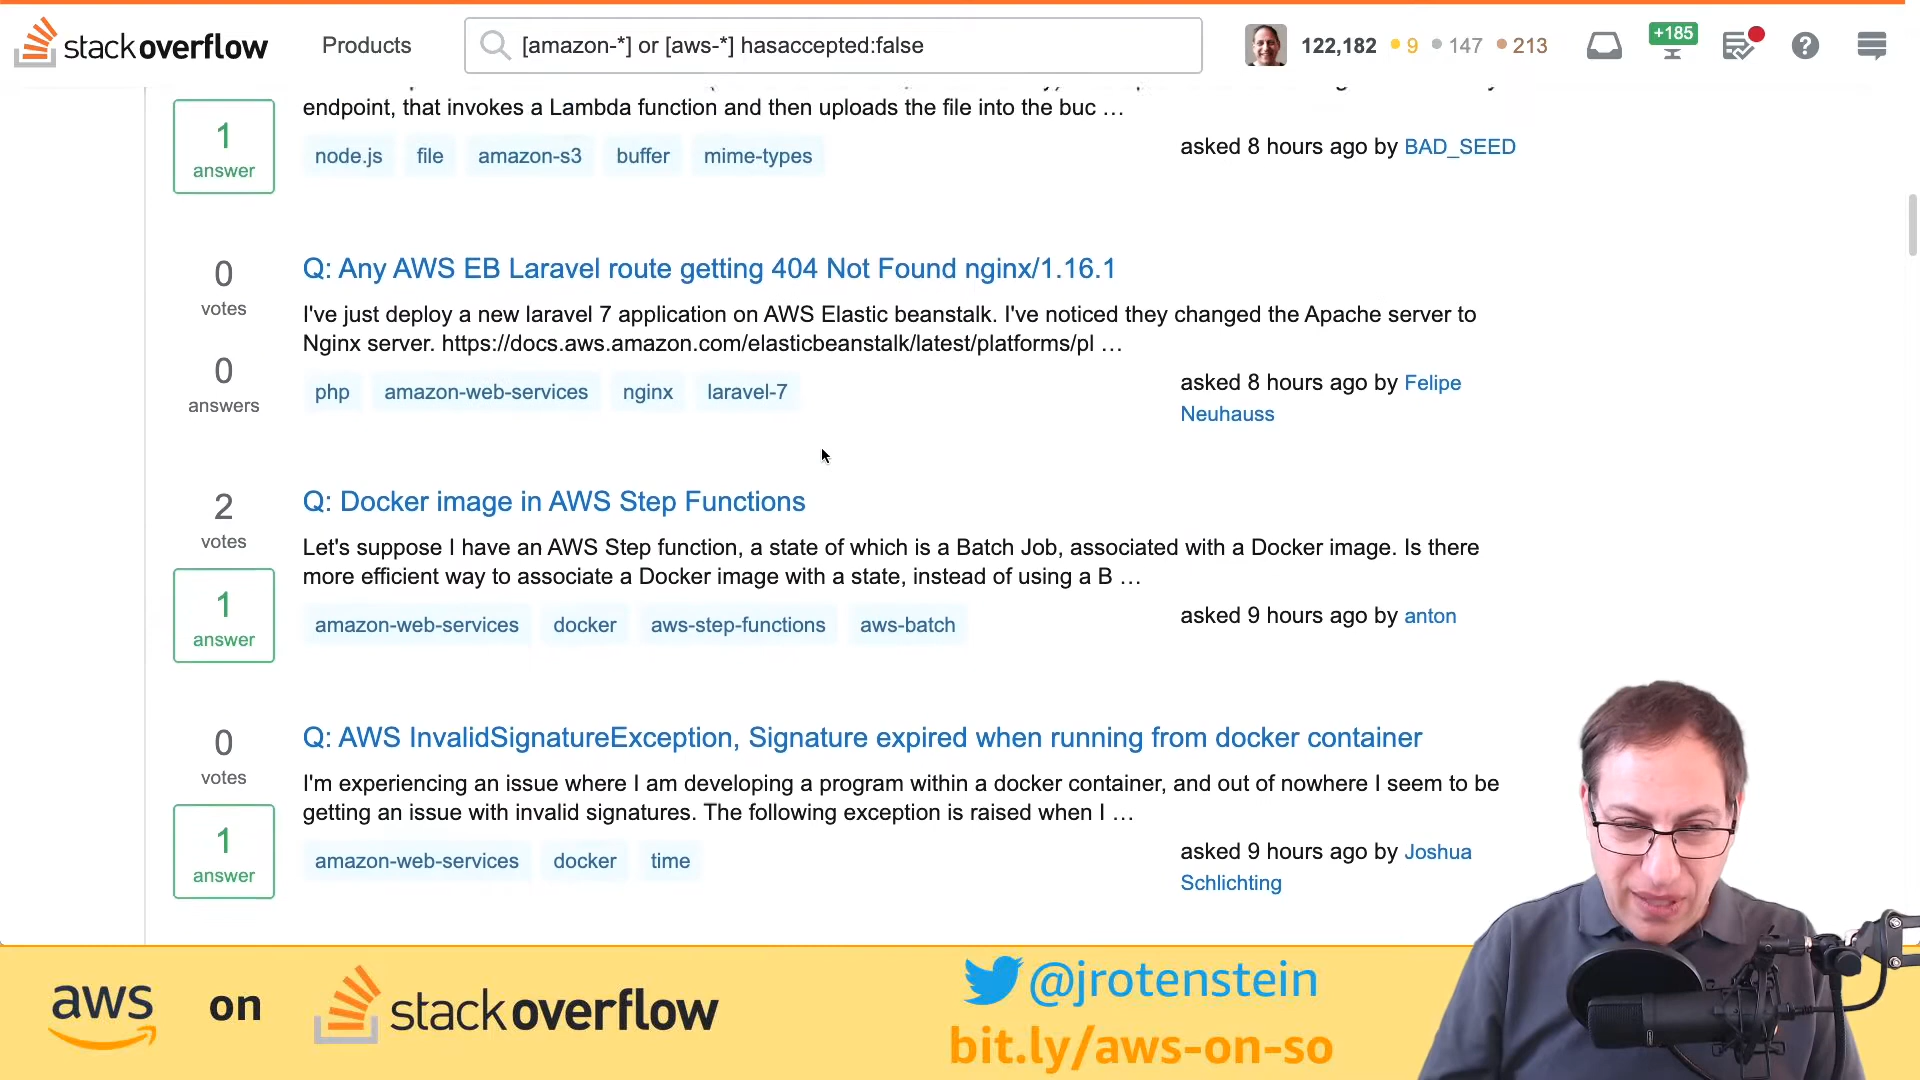 stackoverflow
Products
[amazon-*] or [aws-*] hasaccepted:false
122,182 9 147 213
+185
endpoint, that invokes a Lambda function and then uploads the file into the buc ...
1
answer
node.js file amazon-s3 buffer mime-types
asked 8 hours ago by BAD_SEED
0
votes
0
answers
Q: Any AWS EB Laravel route getting 404 Not Found nginx/1.16.1
I've just deploy a new laravel 7 application on AWS Elastic beanstalk. I've noticed they changed the Apache server to
Nginx server. https://docs.aws.amazon.com/elasticbeanstalk/latest/platforms/pl ...
php amazon-web-services nginx laravel-7
asked 8 hours ago by Felipe
Neuhauss
2
votes
1
answer
Q: Docker image in AWS Step Functions
Let's suppose I have an AWS Step function, a state of which is a Batch Job, associated with a Docker image. Is there
more efficient way to associate a Docker image with a state, instead of using a B ...
amazon-web-services docker aws-step-functions aws-batch
asked 9 hours ago by anton
0
votes
1
answer
Q: AWS InvalidSignatureException, Signature expired when running from docker container
I'm experiencing an issue where I am developing a program within a docker container, and out of nowhere I seem to be
getting an issue with invalid signatures. The following exception is raised when I ...
amazon-web-services docker time
asked 9 hours ago by Joshua
Schlichting
aws on stackoverflow
@jrotenstein
bit.ly/aws-on-so